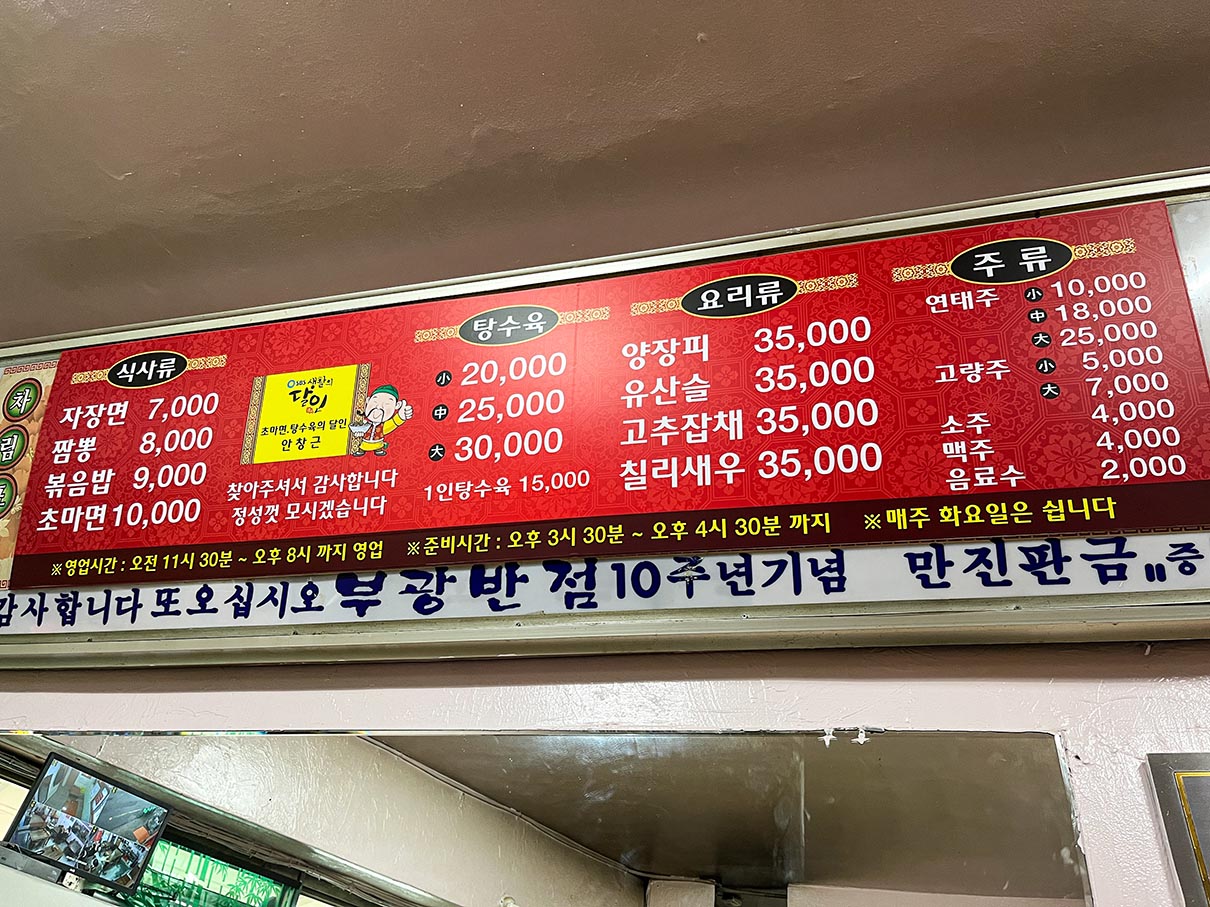 차
림
표
식사류
자장면 7,000
짬뽕 8,000
볶음밥 9,000
초마면 10,000
SBS 생활의
달인
초마면, 탕수육의 달인
안창근
찾아주셔서 감사합니다
정성껏 모시겠습니다
탕수육
小 20,000
中 25,000
大 30,000
1인탕수육 15,000
요리류
양장피 35,000
유산슬 35,000
고추잡채 35,000
칠리새우 35,000
주류
연태주 小 10,000
中 18,000
大 25,000
고량주 小 5,000
大 7,000
소주 4,000
맥주 4,000
음료수 2,000
※영업시간 : 오전 11시 30분 ~ 오후 8시 까지 영업 ※준비시간 : 오후 3시 30분 ~ 오후 4시 30분 까지 ※매주 화요일은 쉽니다
감사합니다 또오십시오 부광반점 10주년기념 만진판금 〃 증